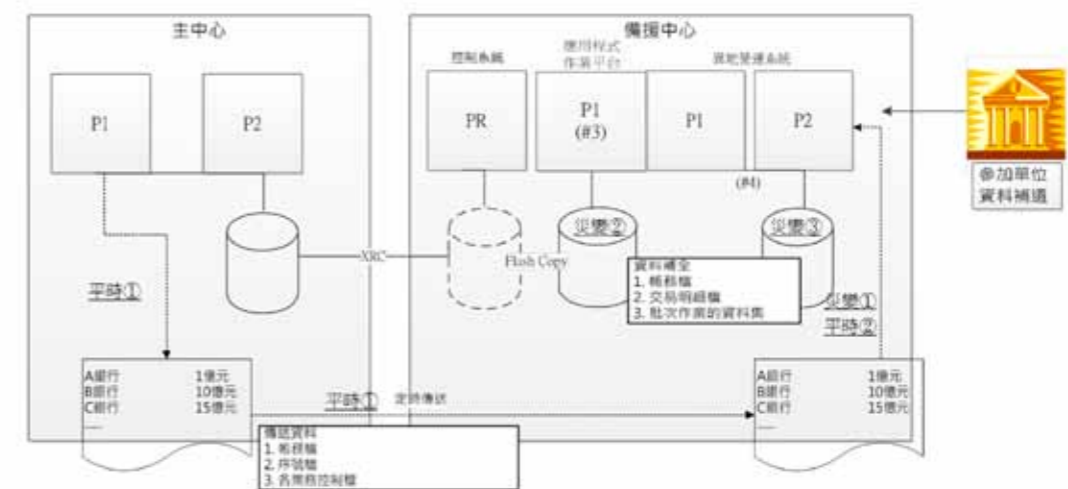 主中心
備援中心
控制系統
應用程式
作業平台
異地營運系統
P1
P2
PR
P1
(#3)
P1
P2
(#4)
參加單位
資料補遺
災變②
災變③
XRC
Flash Copy
資料補全
1. 帳務檔
2. 交易明細檔
3. 批次作業的資料集
平時①
災變①
平時②
A銀行 1億元
B銀行 10億元
C銀行 15億元
平時① 定時傳送
A銀行 1億元
B銀行 10億元
C銀行 15億元
傳送資料
1. 帳務檔
2. 序號檔
3. 各業務控制檔